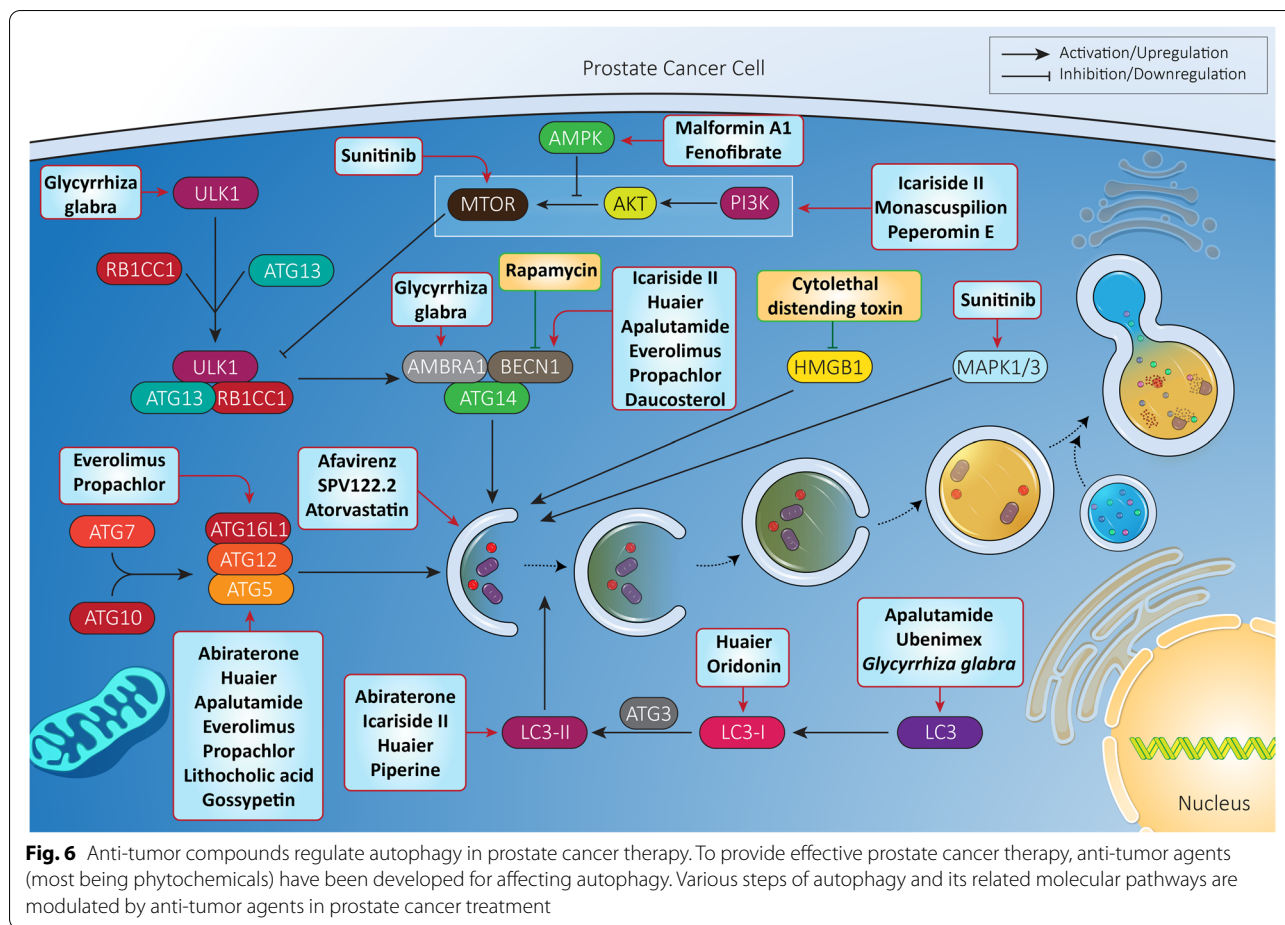 Activation/Upregulation
Inhibition/Downregulation
Prostate Cancer Cell
AMPK
Malformin A1
Fenofibrate
Sunitinib
Glycyrrhiza
glabra
ULK1
MTOR
AKT
PI3K
Icariside II
Monascuspilion
Peperomin E
RB1CC1
ATG13
Glycyrrhiza
glabra
Rapamycin
Icariside II
Huaier
Apalutamide
Everolimus
Propachlor
Daucosterol
Cytolethal
distending toxin
Sunitinib
ULK1
ATG13
RB1CC1
AMBRA1
BECN1
ATG14
HMGB1
MAPK1/3
Everolimus
Propachlor
Afavirenz
SPV122.2
Atorvastatin
ATG7
ATG10
ATG16L1
ATG12
ATG5
Abiraterone
Huaier
Apalutamide
Everolimus
Propachlor
Lithocholic acid
Gossypetin
Abiraterone
Icariside II
Huaier
Piperine
LC3-II
ATG3
Huaier
Oridonin
LC3-I
Apalutamide
Ubenimex
Glycyrrhiza glabra
LC3
Nucleus
Fig. 6 Anti-tumor compounds regulate autophagy in prostate cancer therapy. To provide effective prostate cancer therapy, anti-tumor agents
(most being phytochemicals) have been developed for affecting autophagy. Various steps of autophagy and its related molecular pathways are
modulated by anti-tumor agents in prostate cancer treatment